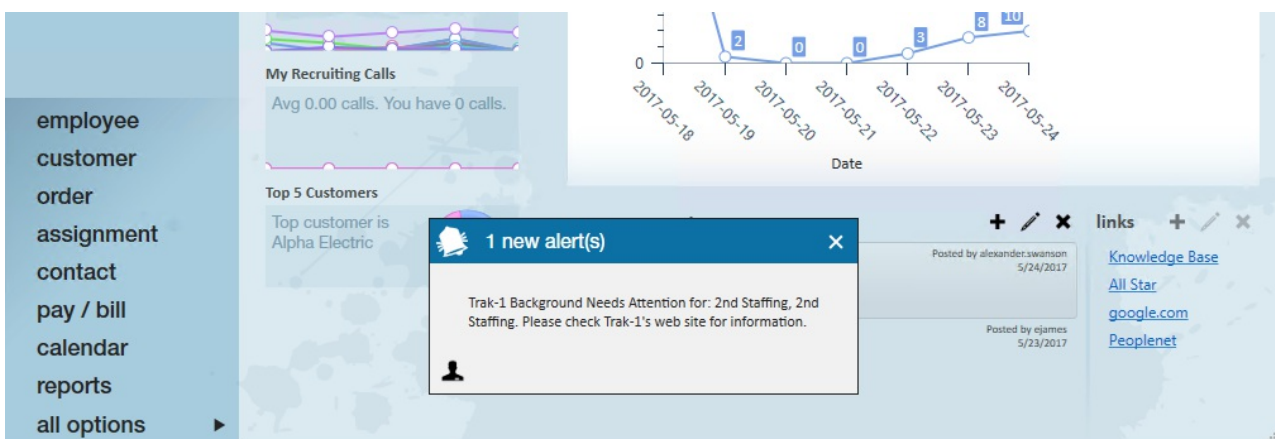 employee
customer
order
assignment
contact
pay / bill
calendar
reports
all options
My Recruiting Calls
Avg 0.00 calls. You have 0 calls.
Top 5 Customers
Top customer is
Alpha Electric
2
0
0
3
8
10
0
2017-05-18
2017-05-19
2017-05-20
2017-05-21
2017-05-22
2017-05-23
2017-05-24
Date
1 new alert(s)
Trak-1 Background Needs Attention for: 2nd Staffing, 2nd
Staffing. Please check Trak-1's web site for information.
Posted by alexander.swanson
5/24/2017
Posted by ejames
5/23/2017
links
Knowledge Base
All Star
google.com
Peoplenet